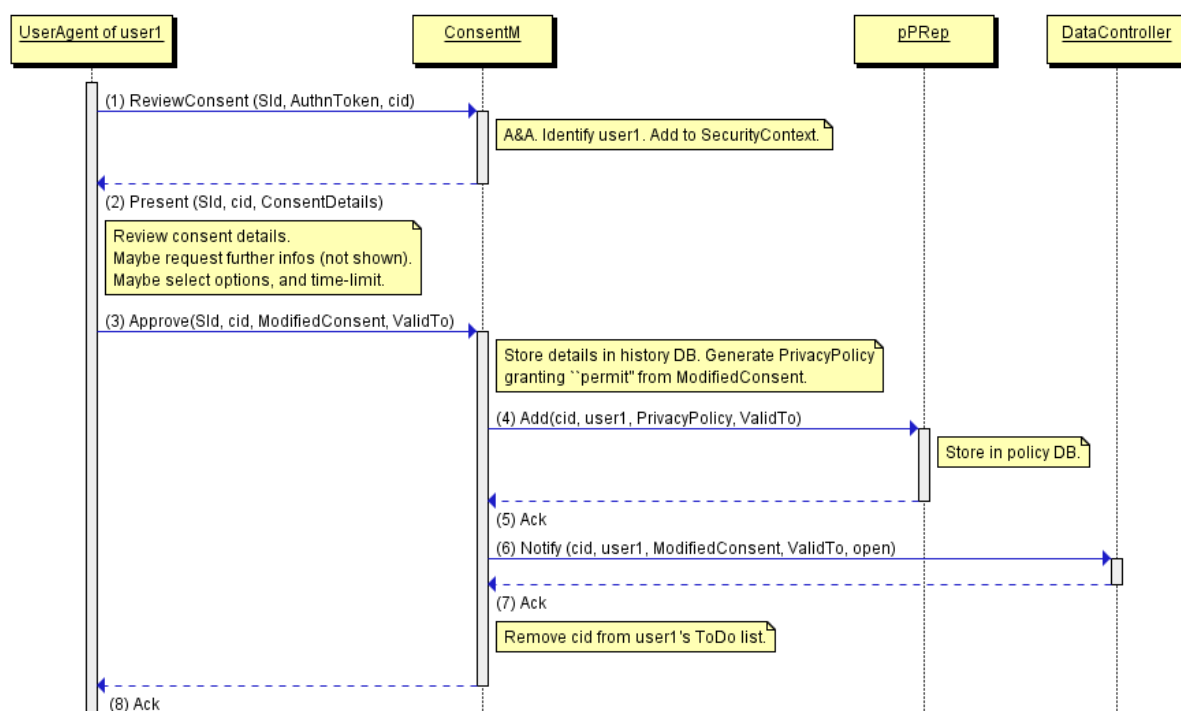 UserAgent of user1
ConsentM
pPRep
DataController
(1) ReviewConsent (SId, AuthnToken, cid)
A&A. Identify user1. Add to SecurityContext.
(2) Present (SId, cid, ConsentDetails)
Review consent details.
Maybe request further infos (not shown).
Maybe select options, and time-limit.
(3) Approve(SId, cid, ModifiedConsent, ValidTo)
Store details in history DB. Generate PrivacyPolicy
granting ``permit'' from ModifiedConsent.
(4) Add(cid, user1, PrivacyPolicy, ValidTo)
Store in policy DB.
(5) Ack
(6) Notify (cid, user1, ModifiedConsent, ValidTo, open)
(7) Ack
Remove cid from user1's ToDo list.
(8) Ack